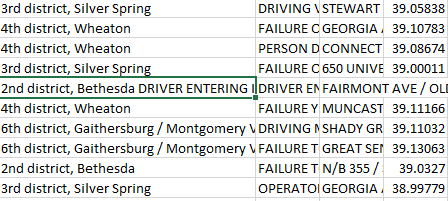 3rd district, Silver Spring DRIVING V STEWART 39.05838
4th district, Wheaton FAILURE O GEORGIA A 39.10783
4th district, Wheaton PERSON D CONNECT 39.08674
3rd district, Silver Spring FAILURE O 650 UNIVE 39.00011
2nd district, Bethesda DRIVER ENTERING I DRIVER EN FAIRMONT AVE / OLD
4th district, Wheaton FAILURE Y MUNCAST 39.11166
6th district, Gaithersburg / Montgomery V DRIVING M SHADY GR 39.11032
6th district, Gaithersburg / Montgomery V FAILURE T GREAT SEN 39.13063
2nd district, Bethesda FAILURE T N/B 355 / 39.0327
3rd district, Silver Spring OPERATO GEORGIA A 38.99779